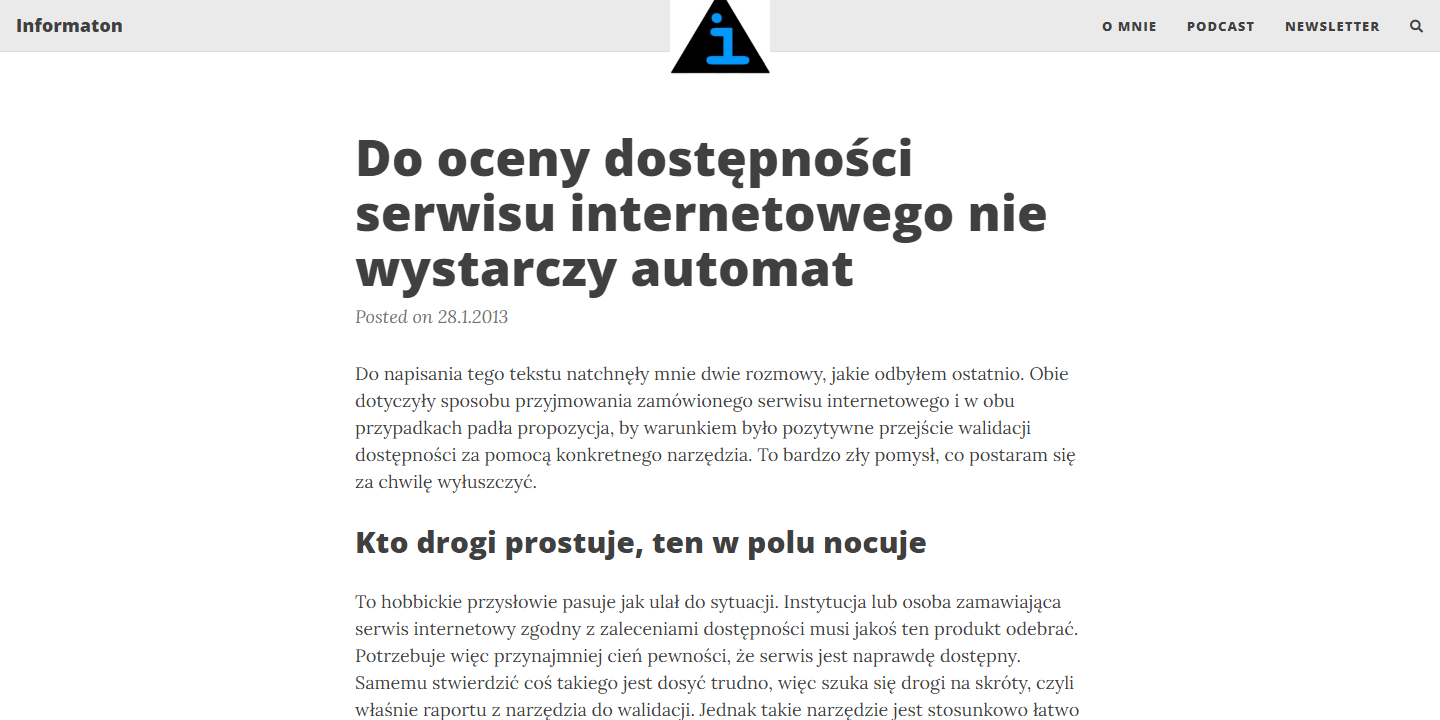 Informaton
i
O MNIE
PODCAST
NEWSLETTER
Do oceny dostępności
serwisu internetowego nie
wystarczy automat
Posted on 28.1.2013
Do napisania tego tekstu natchnęły mnie dwie rozmowy, jakie odbyłem ostatnio. Obie
dotyczyły sposobu przyjmowania zamówionego serwisu internetowego i w obu
przypadkach padła propozycja, by warunkiem było pozytywne przejście walidacji
dostępności za pomocą konkretnego narzędzia. To bardzo zły pomysł, co postaram się
za chwilę wyłuszczyć.
Kto drogi prostuje, ten w polu nocuje
To hobbickie przysłowie pasuje jak ulał do sytuacji. Instytucja lub osoba zamawiająca
serwis internetowy zgodny z zaleceniami dostępności musi jakoś ten produkt odebrać.
Potrzebuje więc przynajmniej cień pewności, że serwis jest naprawdę dostępny.
Samemu stwierdzić coś takiego jest dosyć trudno, więc szuka się drogi na skróty, czyli
właśnie raportu z narzędzia do walidacji. Jednak takie narzędzie jest stosunkowo łatwo